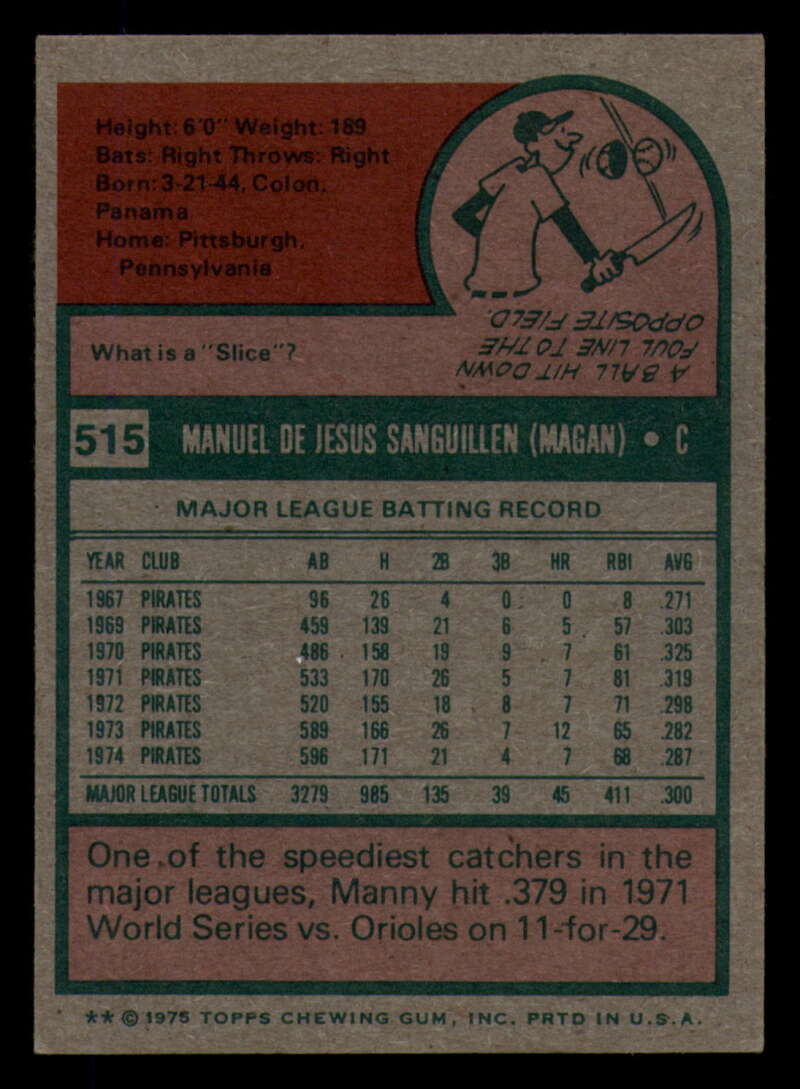 Height: 6'0" Weight: 189
Bats: Right Throws: Right
Born: 3-21-44, Colon,
Panama
Home: Pittsburgh,
Pennsylvania
What is a "Slice"?
A BALL HIT DOWN
FOUL LINE TO THE
OPPOSITE FIELD.
515 MANUEL DE JESUS SANGUILLEN (MAGAN) • C
MAJOR LEAGUE BATTING RECORD
YEAR CLUB AB H 2B 3B HR RBI AVG
1967 PIRATES 96 26 4 0 0 8 .271
1969 PIRATES 459 139 21 6 5 57 .303
1970 PIRATES 486 158 19 9 7 61 .325
1971 PIRATES 533 170 26 5 7 81 .319
1972 PIRATES 520 155 18 8 7 71 .298
1973 PIRATES 589 166 26 7 12 65 .282
1974 PIRATES 596 171 21 4 7 68 .287
MAJOR LEAGUE TOTALS 3279 985 135 39 45 411 .300
One of the speediest catchers in the
major leagues, Manny hit .379 in 1971
World Series vs. Orioles on 11-for-29.
** © 1975 TOPPS CHEWING GUM, INC. PRTD IN U.S.A.